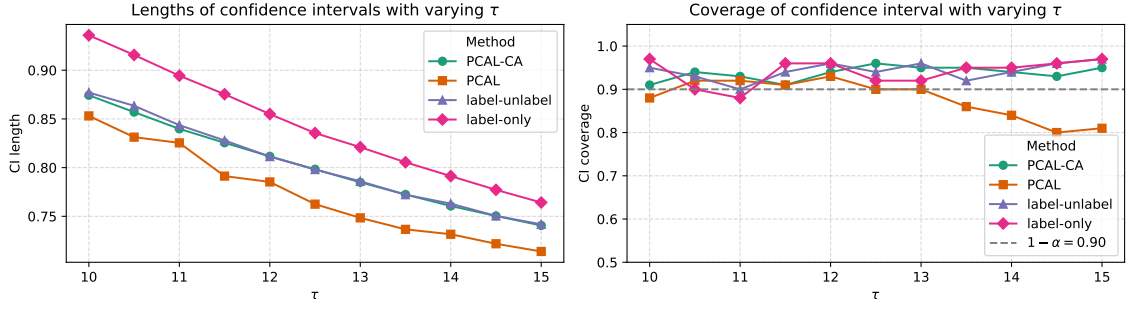 Lengths of confidence intervals with varying τ
CI length
0.90
0.85
0.80
0.75
10 11 12 13 14 15
τ
Method
PCAL-CA
PCAL
label-unlabel
label-only
Coverage of confidence interval with varying τ
CI coverage
1.0
0.9
0.8
0.7
0.6
0.5
10 11 12 13 14 15
τ
Method
PCAL-CA
PCAL
label-unlabel
label-only
1 − α = 0.90